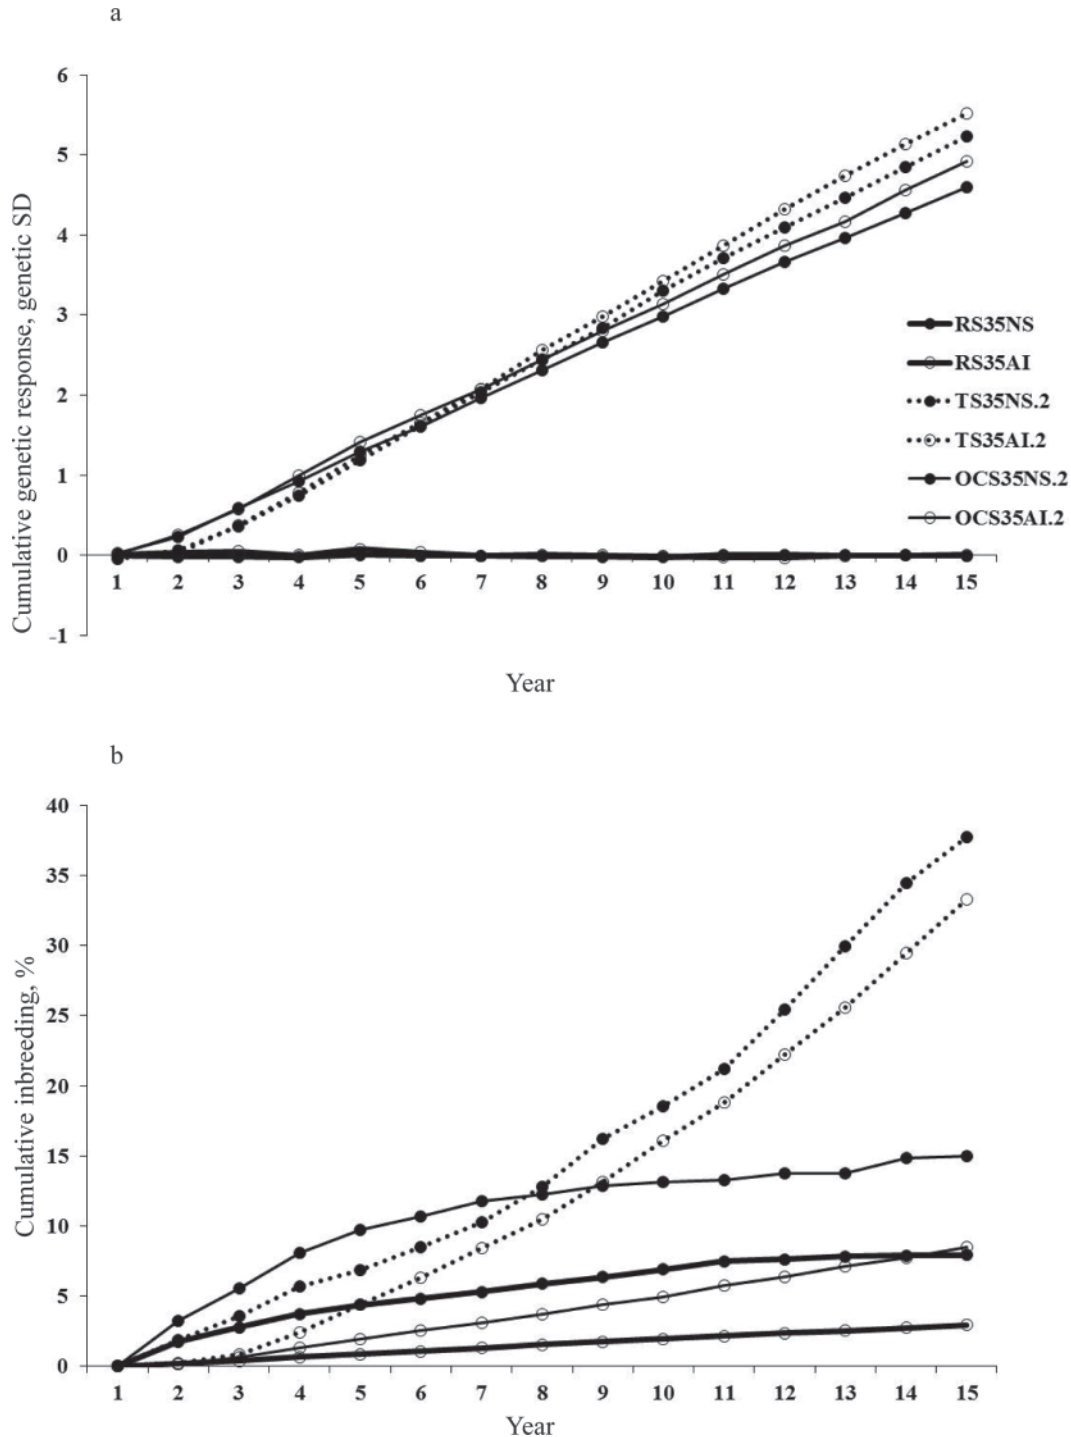 a
6
5
4
3
2
1
0
-1
Cumulative genetic response, genetic SD
1 2 3 4 5 6 7 8 9 10 11 12 13 14 15
Year
RS35NS
RS35AI
TS35NS.2
TS35AI.2
OCS35NS.2
OCS35AI.2
b
40
35
30
25
20
15
10
5
0
Cumulative inbreeding, %
1 2 3 4 5 6 7 8 9 10 11 12 13 14 15
Year